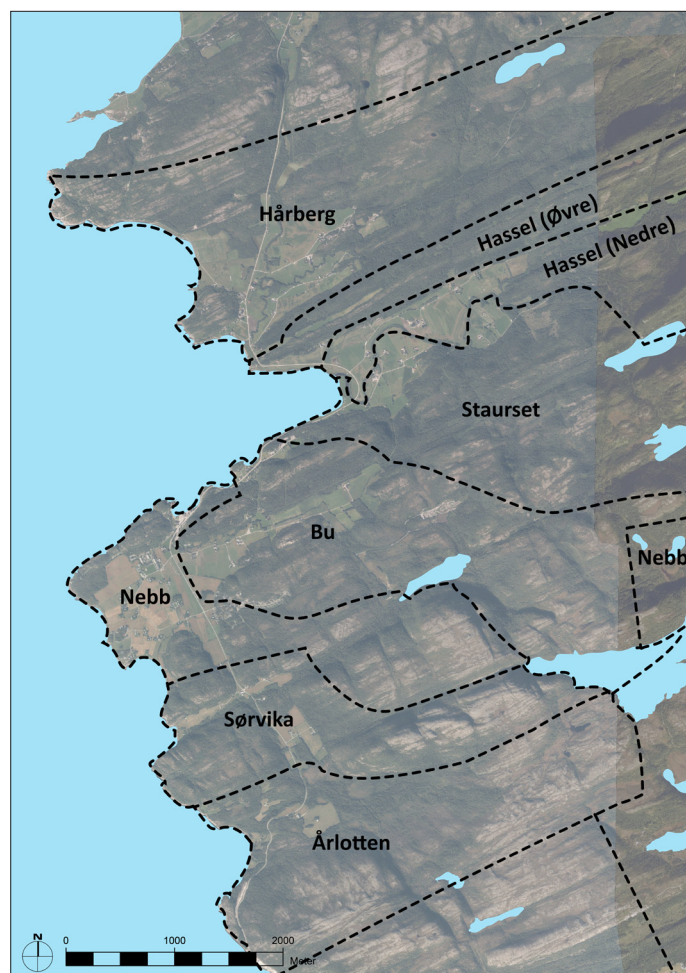 Hårberg
Hassel (Øvre)
Hassel (Nedre)
Staurset
Bu
Nebb
Nebb
Sørvika
Årlotten
N
0 1000 2000
Meter